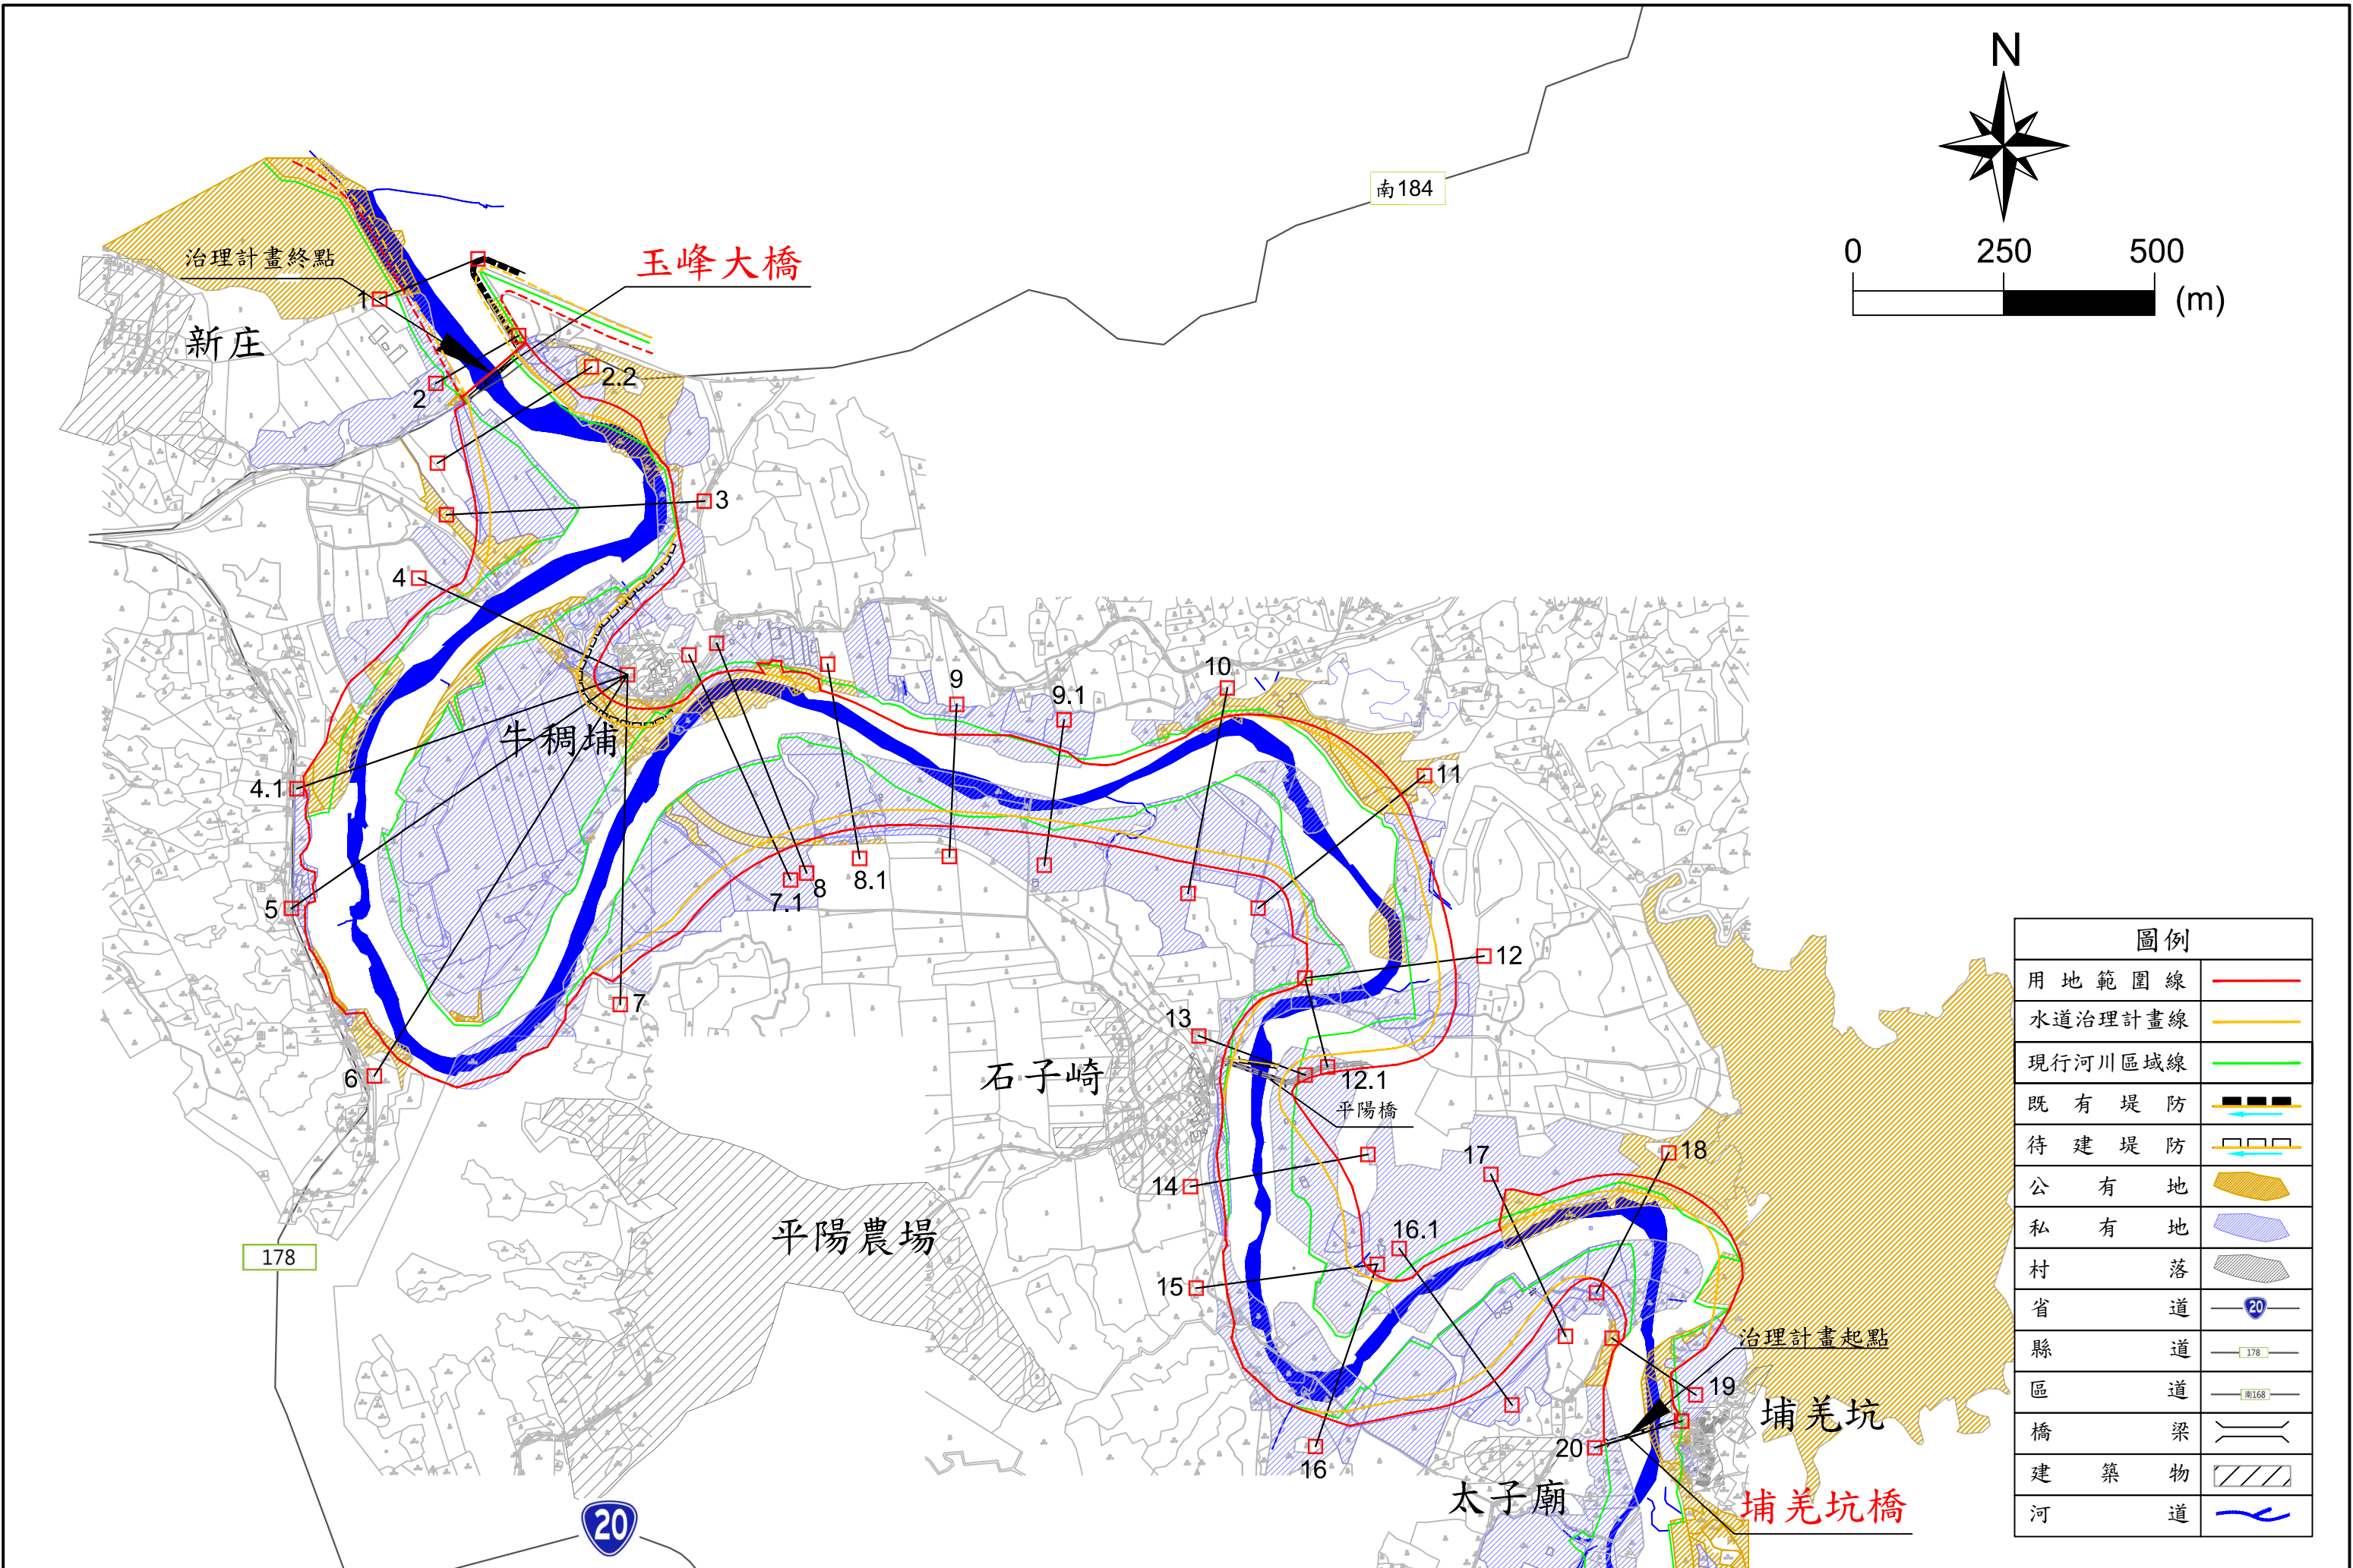 N
0 250 500
(m)
南184
治理計畫終點
玉峰大橋
1
新庄
2
2.2
3
4
牛稠埔
4.1
5
6
7
7.1
8
8.1
9
9.1
10
11
12
12.1
平陽橋
13
石子崎
14
15
16
16.1
17
18
平陽農場
178
治理計畫起點
19
埔羌坑
20
太子廟
埔羌坑橋
20
圖例
用地範圍線
水道治理計畫線
現行河川區域線
既有堤防
待建堤防
公有地
私有地
村落
省道 20
縣道 178
區道 南168
橋梁
建築物
河道